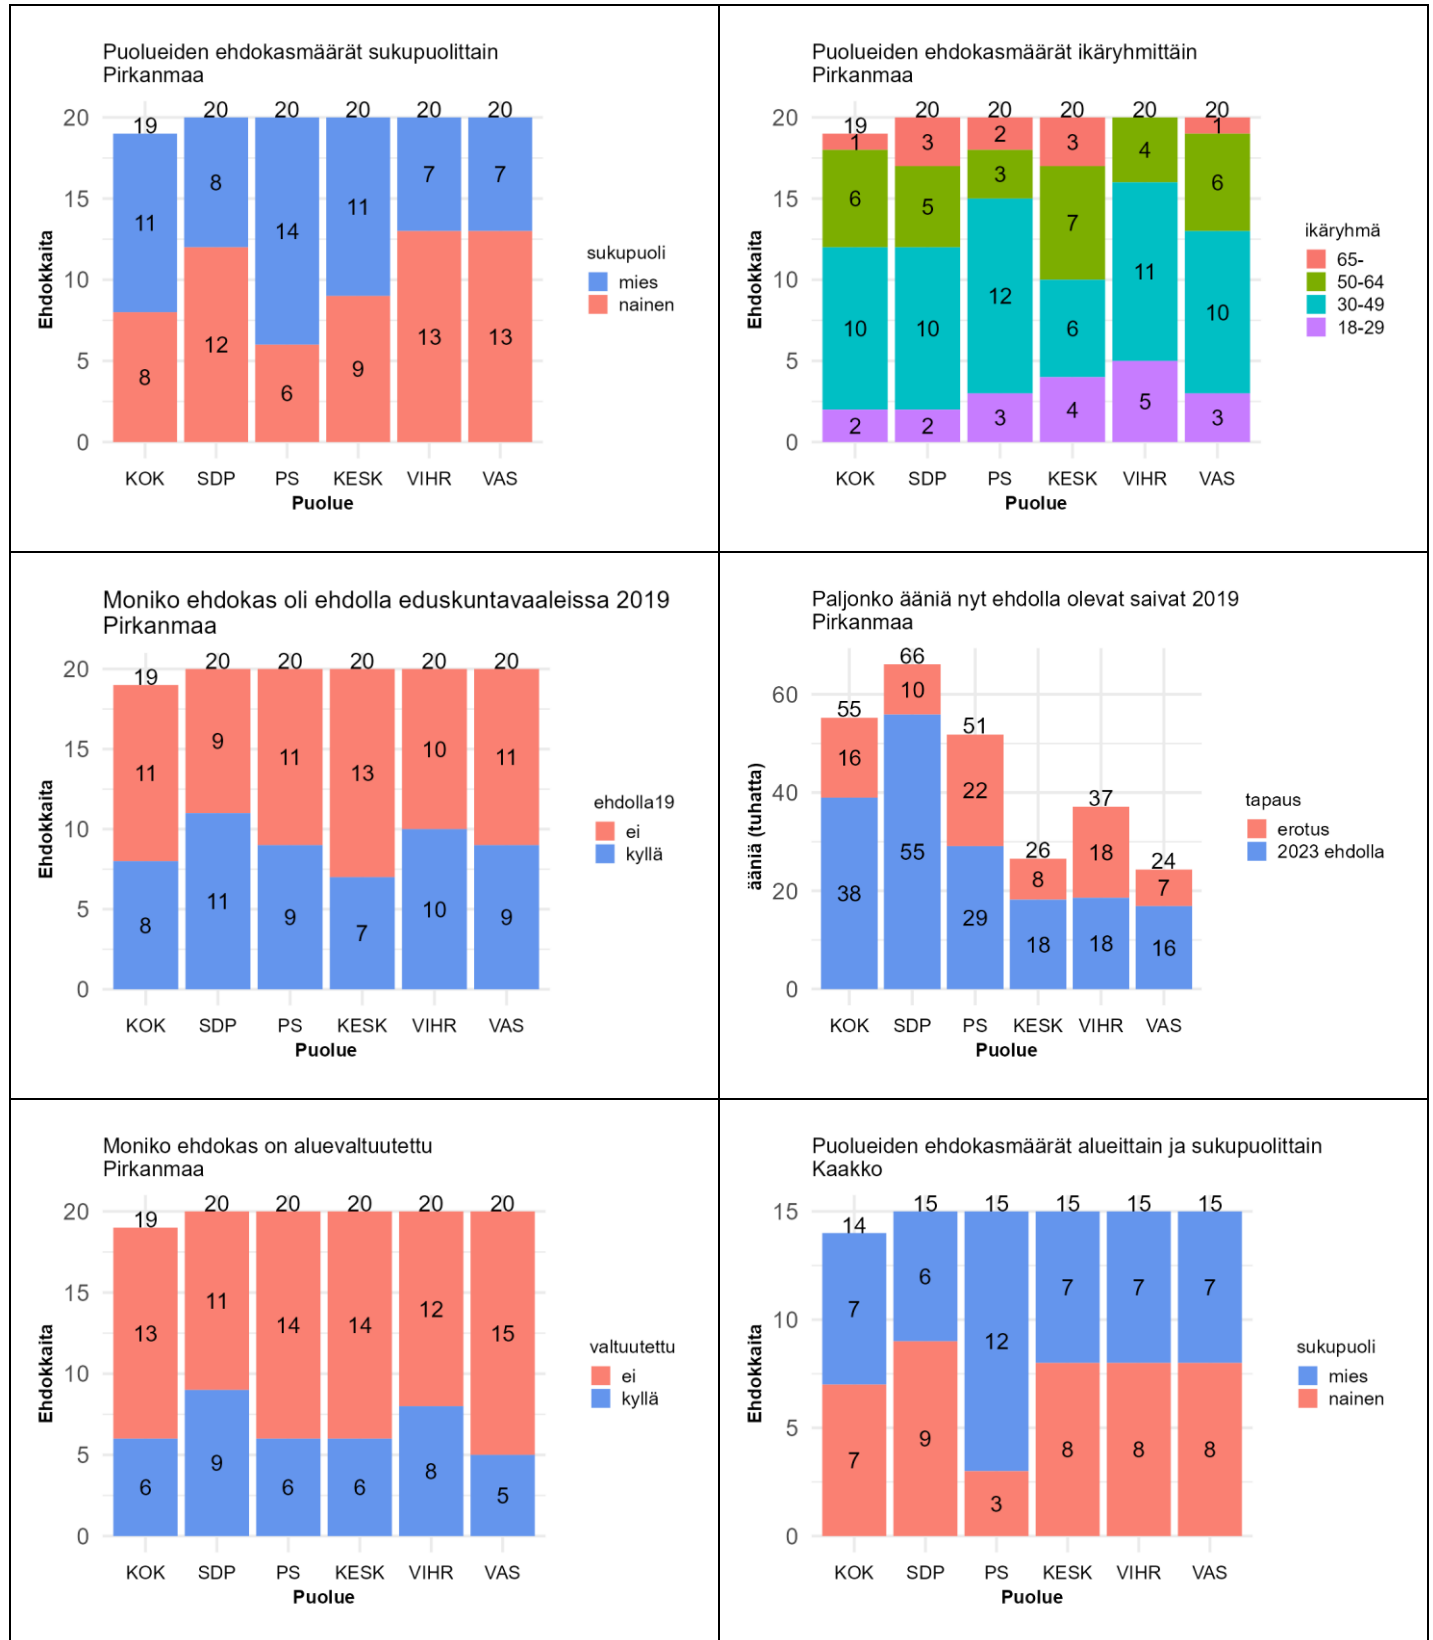 Puolueiden ehdokasmäärät sukupuolittain
Pirkanmaa
19 20 20 20 20 20
20
15
10
5
0
Ehdokkaita
11 8 14 11 7 7
8 12 6 9 13 13
KOK SDP PS KESK VIHR VAS
Puolue
sukupuoli
mies
nainen
Puolueiden ehdokasmäärät ikäryhmittäin
Pirkanmaa
19 20 20 20 20 20
20
15
10
5
0
Ehdokkaita
1 3 2 3 1
6 5 3 7 4 6
10 10 12 6 11 10
2 2 3 4 5 3
KOK SDP PS KESK VIHR VAS
Puolue
ikäryhmä
65-
50-64
30-49
18-29
Moniko ehdokas oli ehdolla eduskuntavaaleissa 2019
Pirkanmaa
19 20 20 20 20 20
20
15
10
5
0
Ehdokkaita
11 9 11 13 10 11
8 11 9 7 10 9
KOK SDP PS KESK VIHR VAS
Puolue
ehdolla19
ei
kyllä
Paljonko ääniä nyt ehdolla olevat saivat 2019
Pirkanmaa
55 66 51 26 37 24
60
40
20
0
ääniä (tuhatta)
16 10 22 8 18 7
38 55 29 18 18 16
KOK SDP PS KESK VIHR VAS
Puolue
tapaus
erotus
2023 ehdolla
Moniko ehdokas on aluevaltuutettu
Pirkanmaa
19 20 20 20 20 20
20
15
10
5
0
Ehdokkaita
13 11 14 14 12 15
6 9 6 6 8 5
KOK SDP PS KESK VIHR VAS
Puolue
valtuutettu
ei
kyllä
Puolueiden ehdokasmäärät alueittain ja sukupuolittain
Kaakko
14 15 15 15 15 15
15
10
5
0
Ehdokkaita
7 6 12 7 7 7
7 9 3 8 8 8
KOK SDP PS KESK VIHR VAS
Puolue
sukupuoli
mies
nainen